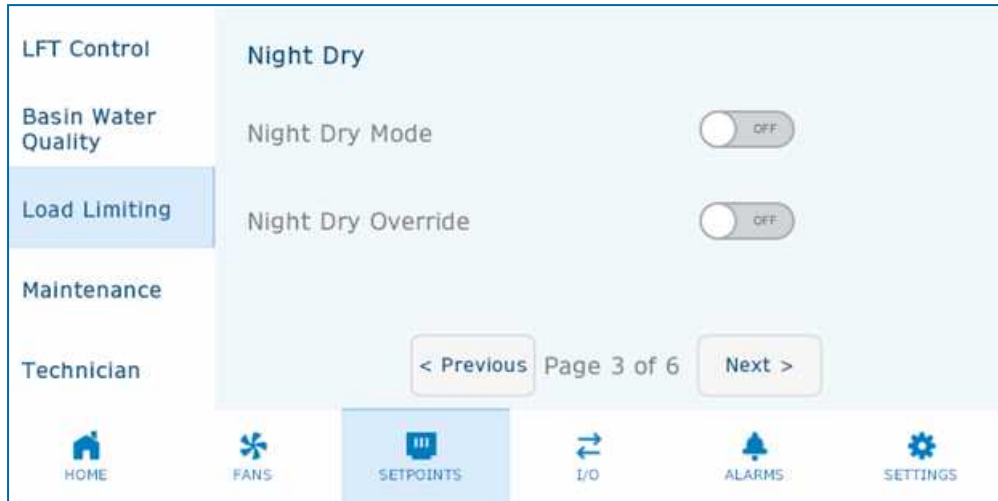 LFT Control
Basin Water
Quality
Load Limiting
Maintenance
Technician
Night Dry
Night Dry Mode
OFF
Night Dry Override
OFF
< Previous
Page 3 of 6
Next >
HOME
FANS
SETPOINTS
I/O
ALARMS
SETTINGS